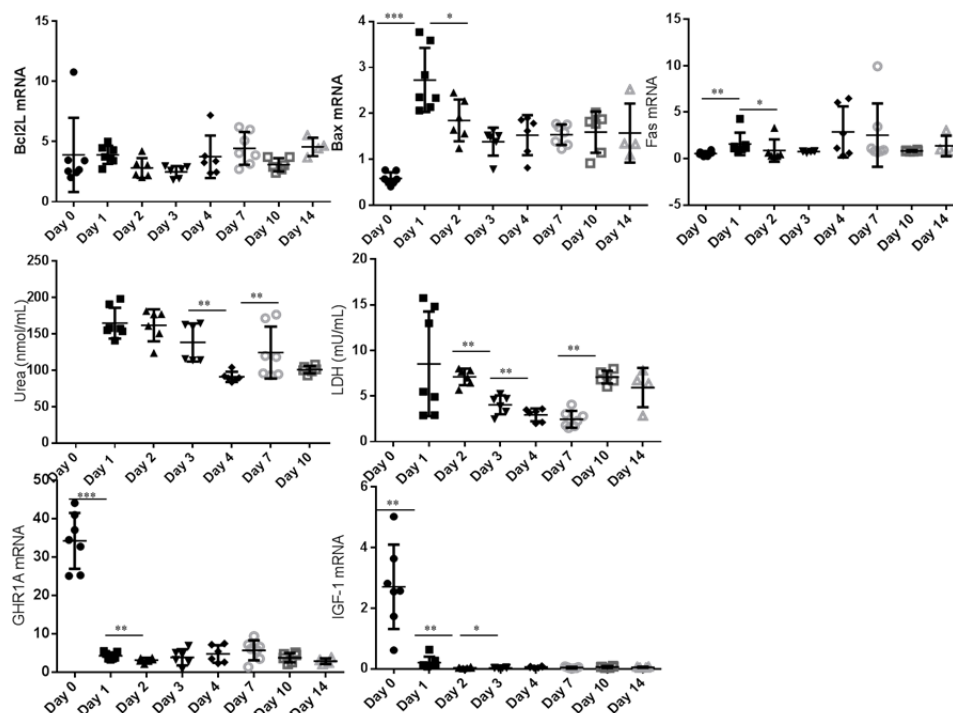 Bcl2L mRNA
15
10
5
0
Day 0 Day 1 Day 2 Day 3 Day 4 Day 7 Day 10 Day 14
Bax mRNA
*** *
4
3
2
1
0
Day 0 Day 1 Day 2 Day 3 Day 4 Day 7 Day 10 Day 14
Fas mRNA
15
10
5
0
-5
** *
Day 0 Day 1 Day 2 Day 3 Day 4 Day 7 Day 10 Day 14
Urea (nmol/mL)
250
200
150
100
50
0
** **
Day 0 Day 1 Day 2 Day 3 Day 4 Day 7 Day 10
LDH (mU/mL)
20
15
10
5
0
** ** **
Day 1 Day 2 Day 3 Day 4 Day 7 Day 10 Day 14
GHR1A mRNA
50
40
30
20
10
0
*** **
Day 0 Day 1 Day 2 Day 3 Day 4 Day 7 Day 10 Day 14
IGF-1 mRNA
6
4
2
0
** ** *
Day 0 Day 1 Day 2 Day 3 Day 4 Day 7 Day 10 Day 14